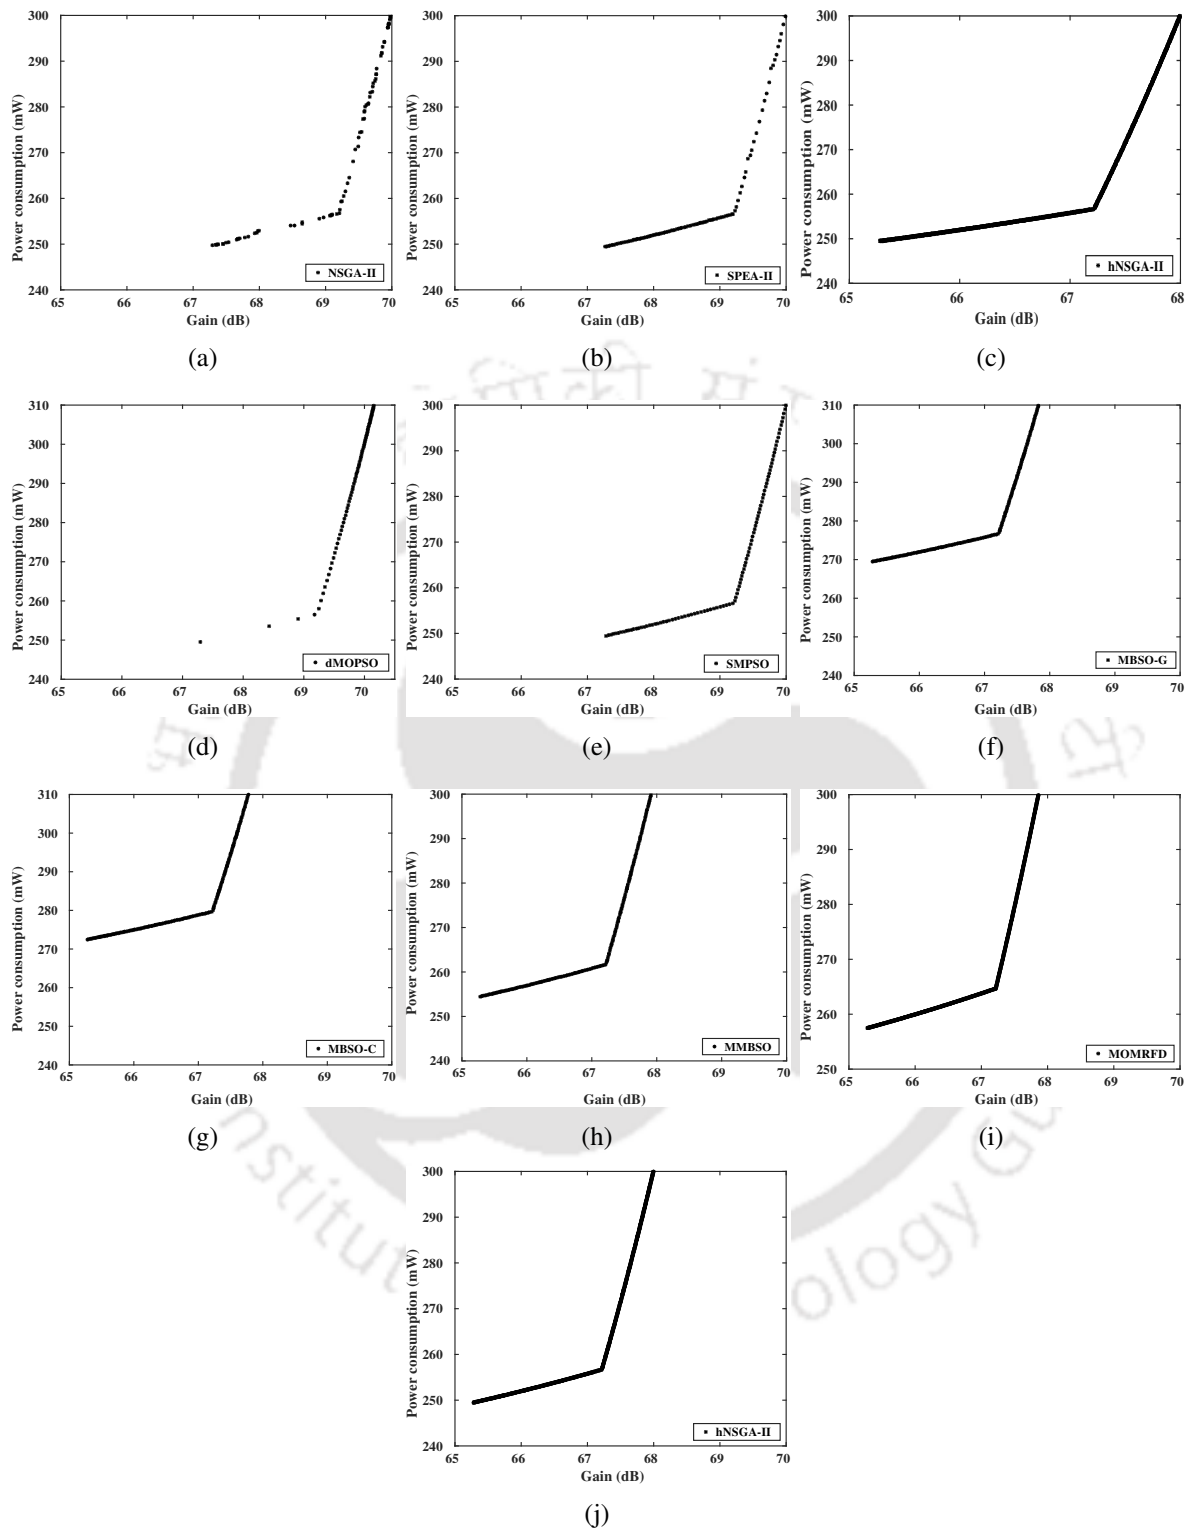 300
290
280
270
260
250
240
Power consumption (mW)
NSGA-II
65 66 67 68 69 70
Gain (dB)
(a)
300
290
280
270
260
250
240
Power consumption (mW)
SPEA-II
65 66 67 68 69 70
Gain (dB)
(b)
300
290
280
270
260
250
240
Power consumption (mW)
hNSGA-II
65 66 67 68
Gain (dB)
(c)
310
300
290
280
270
260
250
240
Power consumption (mW)
dMOPSO
65 66 67 68 69 70
Gain (dB)
(d)
300
290
280
270
260
250
240
Power consumption (mW)
SMPSO
65 66 67 68 69 70
Gain (dB)
(e)
310
300
290
280
270
260
250
240
Power consumption (mW)
MBSO-G
65 66 67 68 69 70
Gain (dB)
(f)
310
300
290
280
270
260
250
240
Power consumption (mW)
MBSO-C
65 66 67 68 69 70
Gain (dB)
(g)
300
290
280
270
260
250
240
Power consumption (mW)
MMBSO
65 66 67 68 69 70
Gain (dB)
(h)
300
290
280
270
260
250
Power consumption (mW)
MOMRFD
65 66 67 68 69 70
Gain (dB)
(i)
300
290
280
270
260
250
240
Power consumption (mW)
hNSGA-II
65 66 67 68 69 70
Gain (dB)
(j)